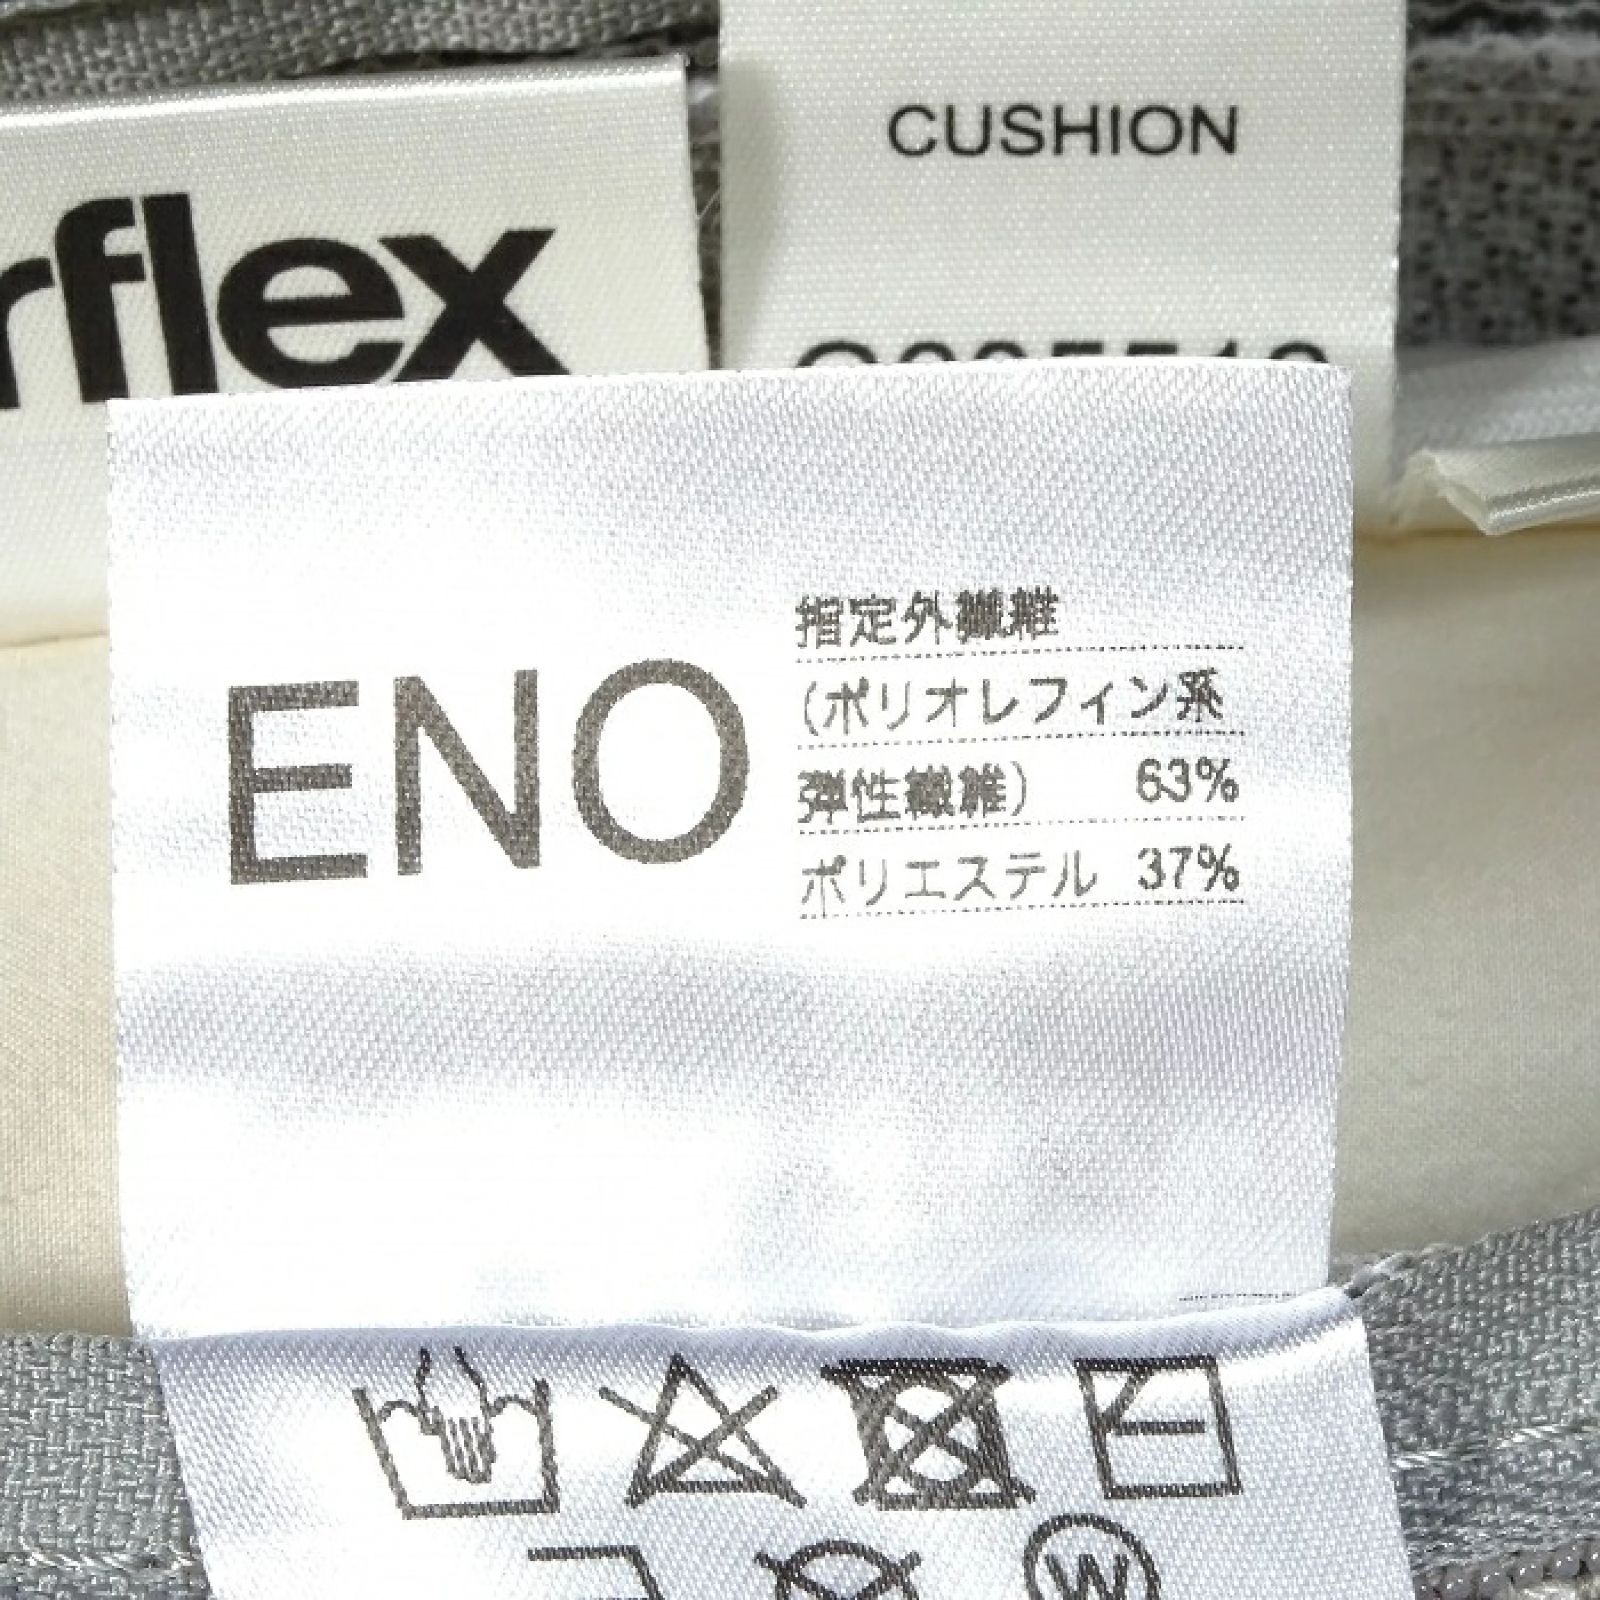 rflex
CUSHION
ENO
指定外繊維
(ポリオレフィン系
弾性繊維) 63%
ポリエステル 37%
W